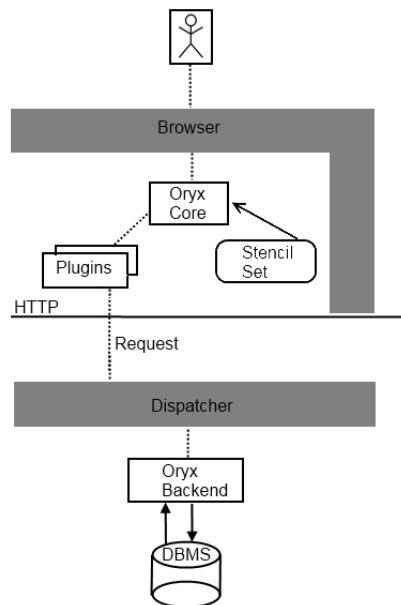 Browser
Oryx
Core
Plugins
Stencil
Set
HTTP
Request
Dispatcher
Oryx
Backend
DBMS